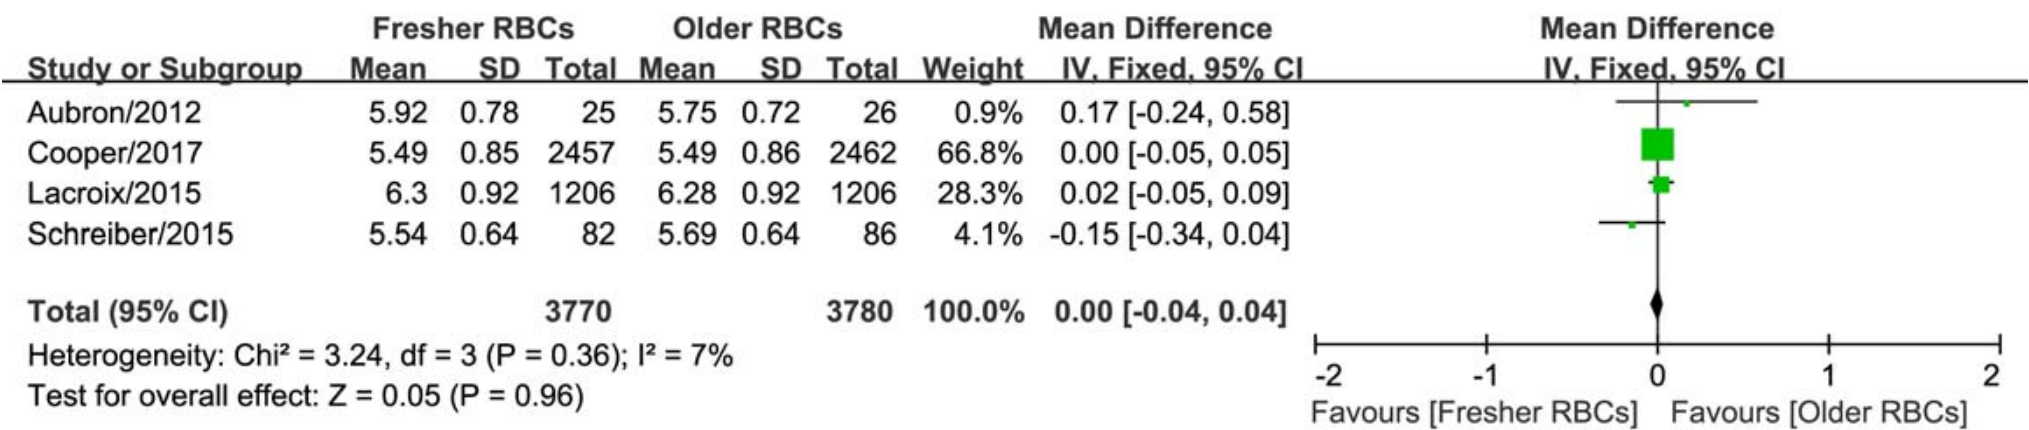 Fresher RBCs Older RBCs Mean Difference Mean Difference
Study or Subgroup Mean SD Total Mean SD Total Weight IV, Fixed, 95% CI IV, Fixed, 95% CI
Aubron/2012 5.92 0.78 25 5.75 0.72 26 0.9% 0.17 [-0.24, 0.58]
Cooper/2017 5.49 0.85 2457 5.49 0.86 2462 66.8% 0.00 [-0.05, 0.05]
Lacroix/2015 6.3 0.92 1206 6.28 0.92 1206 28.3% 0.02 [-0.05, 0.09]
Schreiber/2015 5.54 0.64 82 5.69 0.64 86 4.1% -0.15 [-0.34, 0.04]
Total (95% CI) 3770 3780 100.0% 0.00 [-0.04, 0.04]
Heterogeneity: Chi² = 3.24, df = 3 (P = 0.36); I² = 7%
Test for overall effect: Z = 0.05 (P = 0.96)
-2 -1 0 1 2
Favours [Fresher RBCs] Favours [Older RBCs]